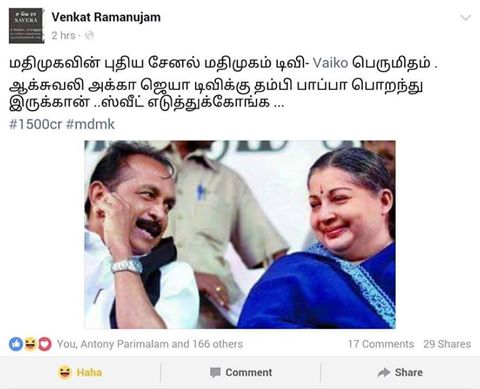 Venkat Ramanujam
2 hrs ·
மதிமுகவின் புதிய சேனல் மதிமுகம் டிவி- Vaiko பெருமிதம் .
ஆக்சுவலி அக்கா ஜெயா டிவிக்கு தம்பி பாப்பா பொறந்து
இருக்கான் ..ஸ்வீட் எடுத்துக்கோங்க ...
#1500cr #mdmk
You, Antony Parimalam and 166 others
17 Comments 29 Shares
Haha
Comment
Share
SAVERA